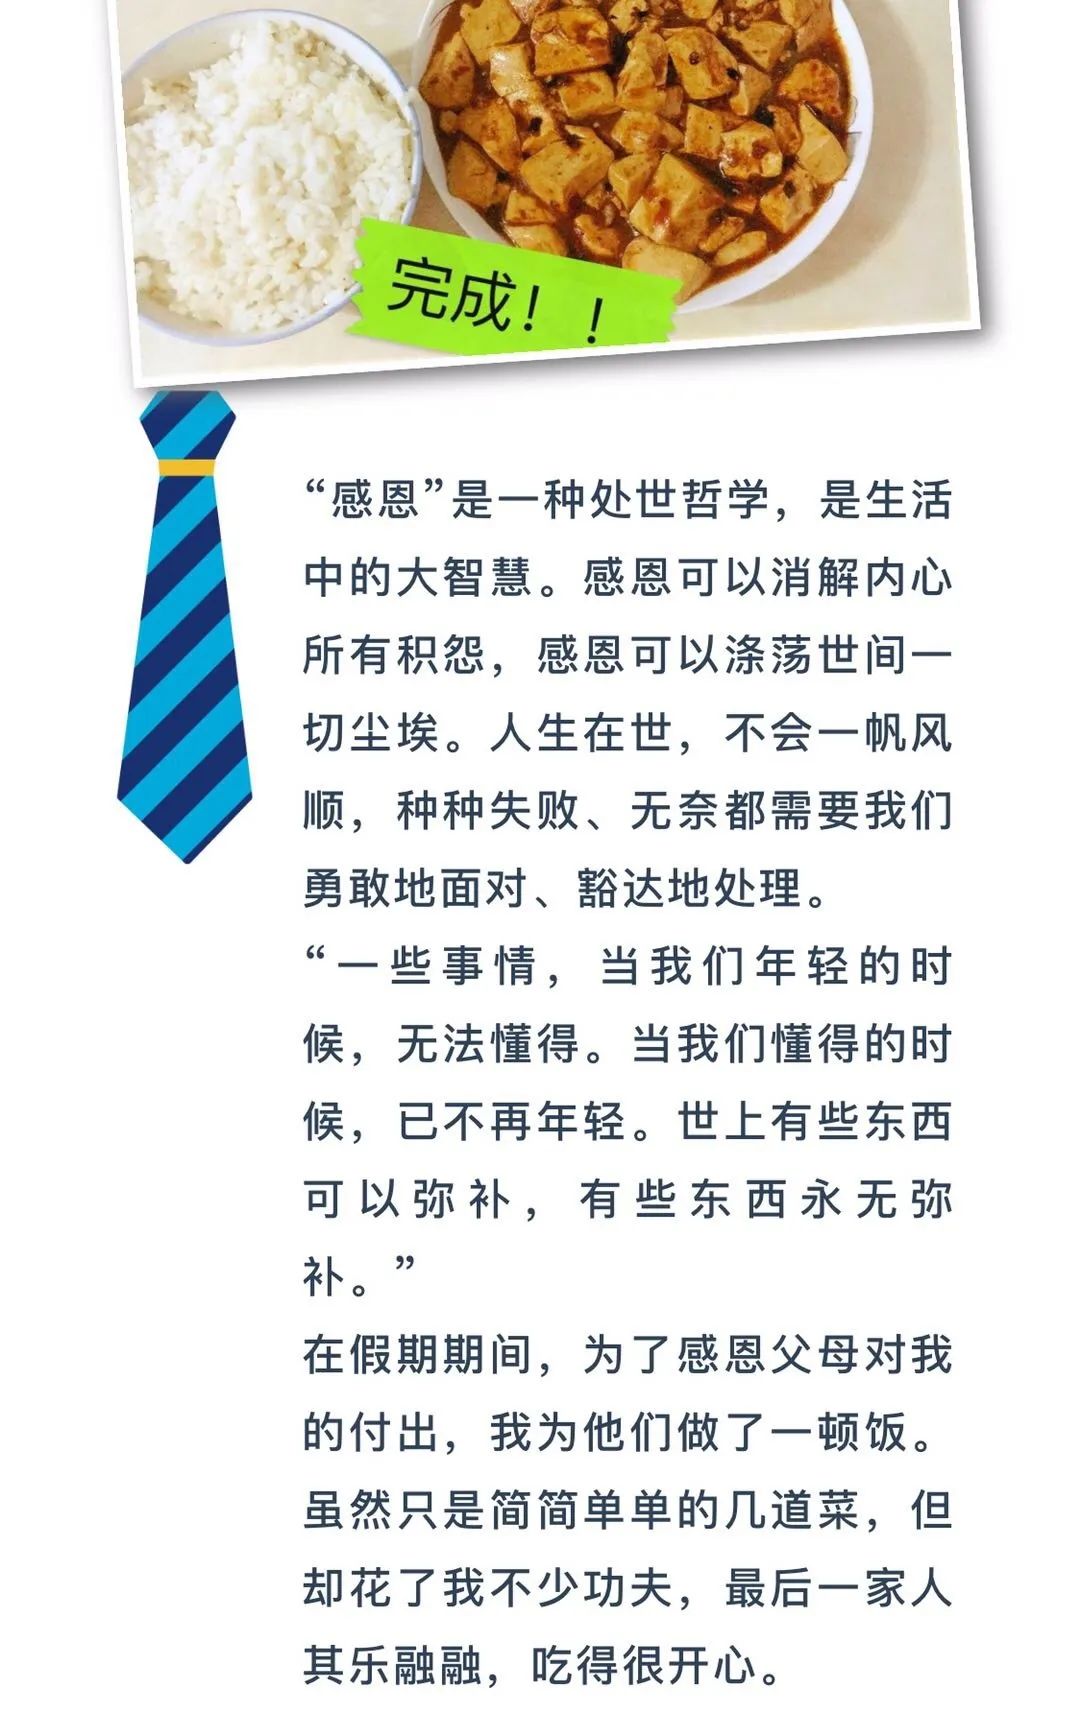 完成！！
“感恩”是一种处世哲学，是生活
中的大智慧。感恩可以消解内心
所有积怨，感恩可以涤荡世间一
切尘埃。人生在世，不会一帆风
顺，种种失败、无奈都需要我们
勇敢地面对、豁达地处理。
“一些事情，当我们年轻的时
候，无法懂得。当我们懂得的时
候，已不再年轻。世上有些东西
可以弥补，有些东西永无弥
补。”
在假期期间，为了感恩父母对我
的付出，我为他们做了一顿饭。
虽然只是简简单单的几道菜，但
却花了我不少功夫，最后一家人
其乐融融，吃得很开心。